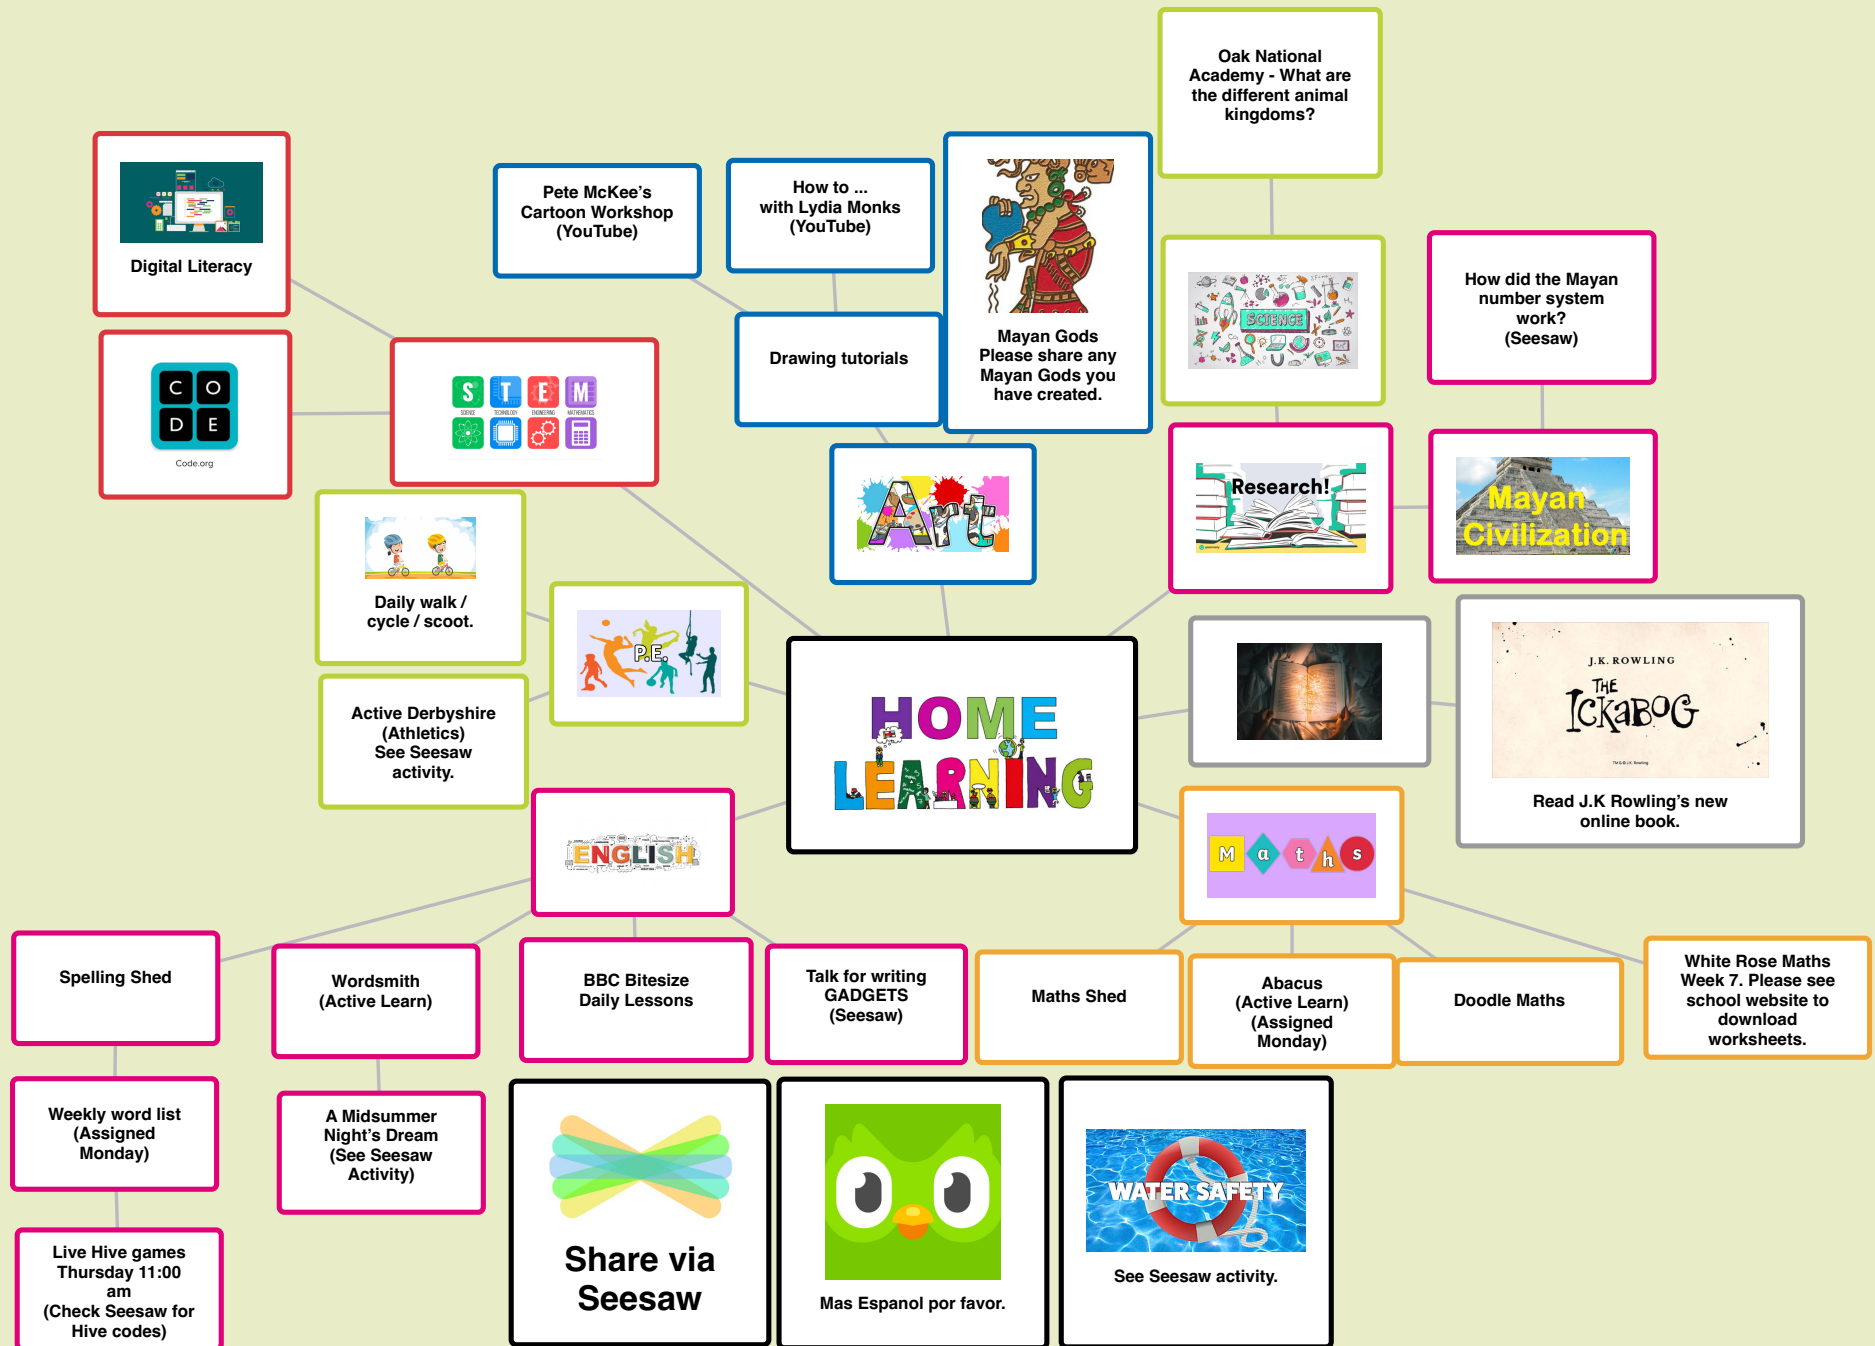 Oak National
Academy - What are
the different animal
kingdoms?
Digital Literacy
Pete McKee's
Cartoon Workshop
(YouTube)
How to ...
with Lydia Monks
(YouTube)
Mayan Gods
Please share any
Mayan Gods you
have created.
SCIENCE
How did the Mayan
number system
work?
(Seesaw)
C O
D E
Code.org
S T E M
SCIENCE TECHNOLOGY ENGINEERING MATHEMATICS
Drawing tutorials
Art
Research!
Mayan
Civilization
Daily walk /
cycle / scoot.
P.E.
Active Derbyshire
(Athletics)
See Seesaw
activity.
HOME
LEARNING
J.K. ROWLING
THE
ICKABOG
TM & © J.K. Rowling
Read J.K Rowling's new
online book.
ENGLISH
M a t h s
Spelling Shed
Wordsmith
(Active Learn)
BBC Bitesize
Daily Lessons
Talk for writing
GADGETS
(Seesaw)
Maths Shed
Abacus
(Active Learn)
(Assigned
Monday)
Doodle Maths
White Rose Maths
Week 7. Please see
school website to
download
worksheets.
Weekly word list
(Assigned
Monday)
A Midsummer
Night's Dream
(See Seesaw
Activity)
Live Hive games
Thursday 11:00
am
(Check Seesaw for
Hive codes)
Share via
Seesaw
Mas Espanol por favor.
WATER SAFETY
See Seesaw activity.